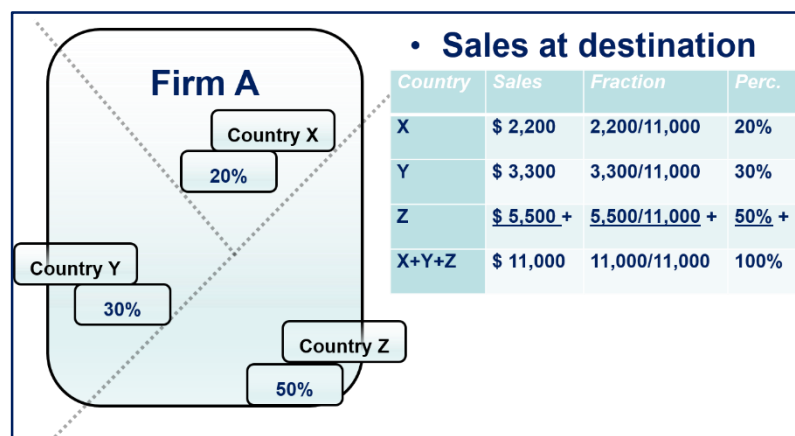 Firm A
Country X
20%
Country Y
30%
Country Z
50%
• Sales at destination
Country Sales Fraction Perc.
X $ 2,200 2,200/11,000 20%
Y $ 3,300 3,300/11,000 30%
Z $ 5,500 + 5,500/11,000 + 50% +
X+Y+Z $ 11,000 11,000/11,000 100%